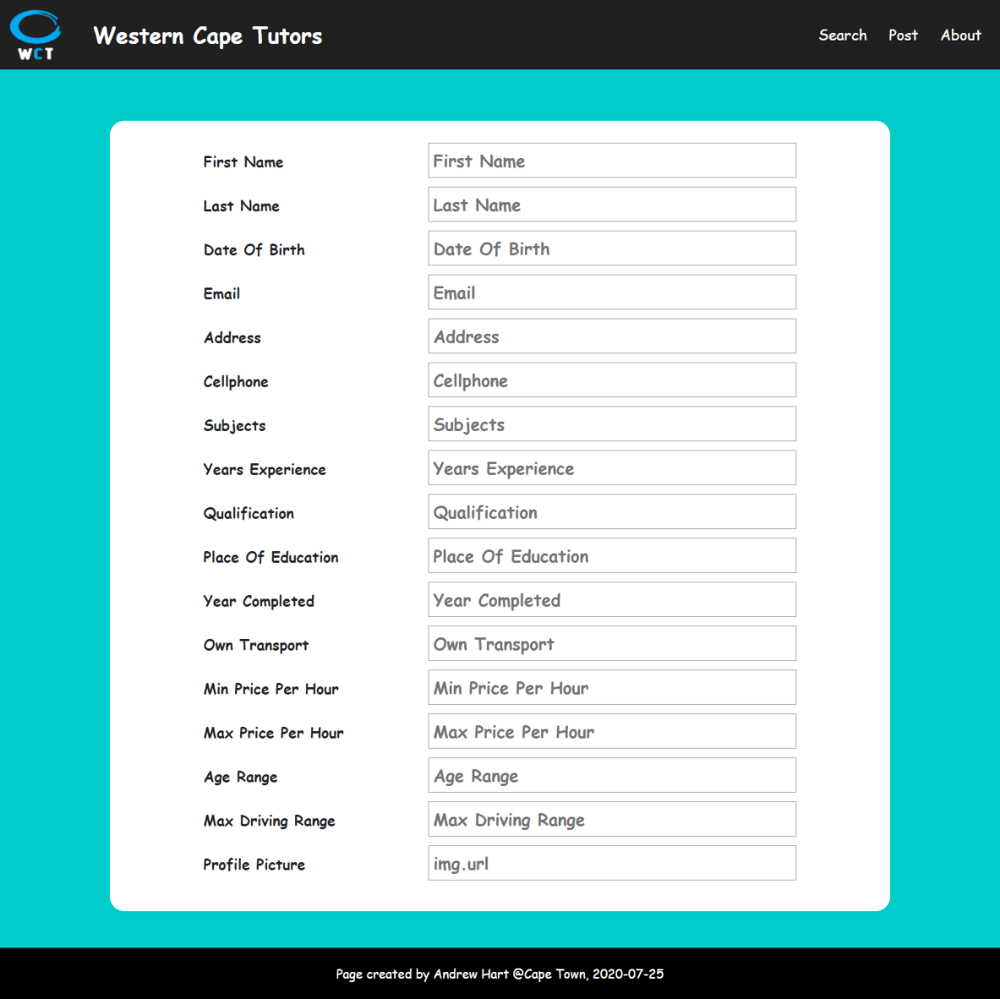 WCT
Western Cape Tutors
Search Post About
First Name First Name
Last Name Last Name
Date Of Birth Date Of Birth
Email Email
Address Address
Cellphone Cellphone
Subjects Subjects
Years Experience Years Experience
Qualification Qualification
Place Of Education Place Of Education
Year Completed Year Completed
Own Transport Own Transport
Min Price Per Hour Min Price Per Hour
Max Price Per Hour Max Price Per Hour
Age Range Age Range
Max Driving Range Max Driving Range
Profile Picture img.url
Page created by Andrew Hart @Cape Town, 2020-07-25